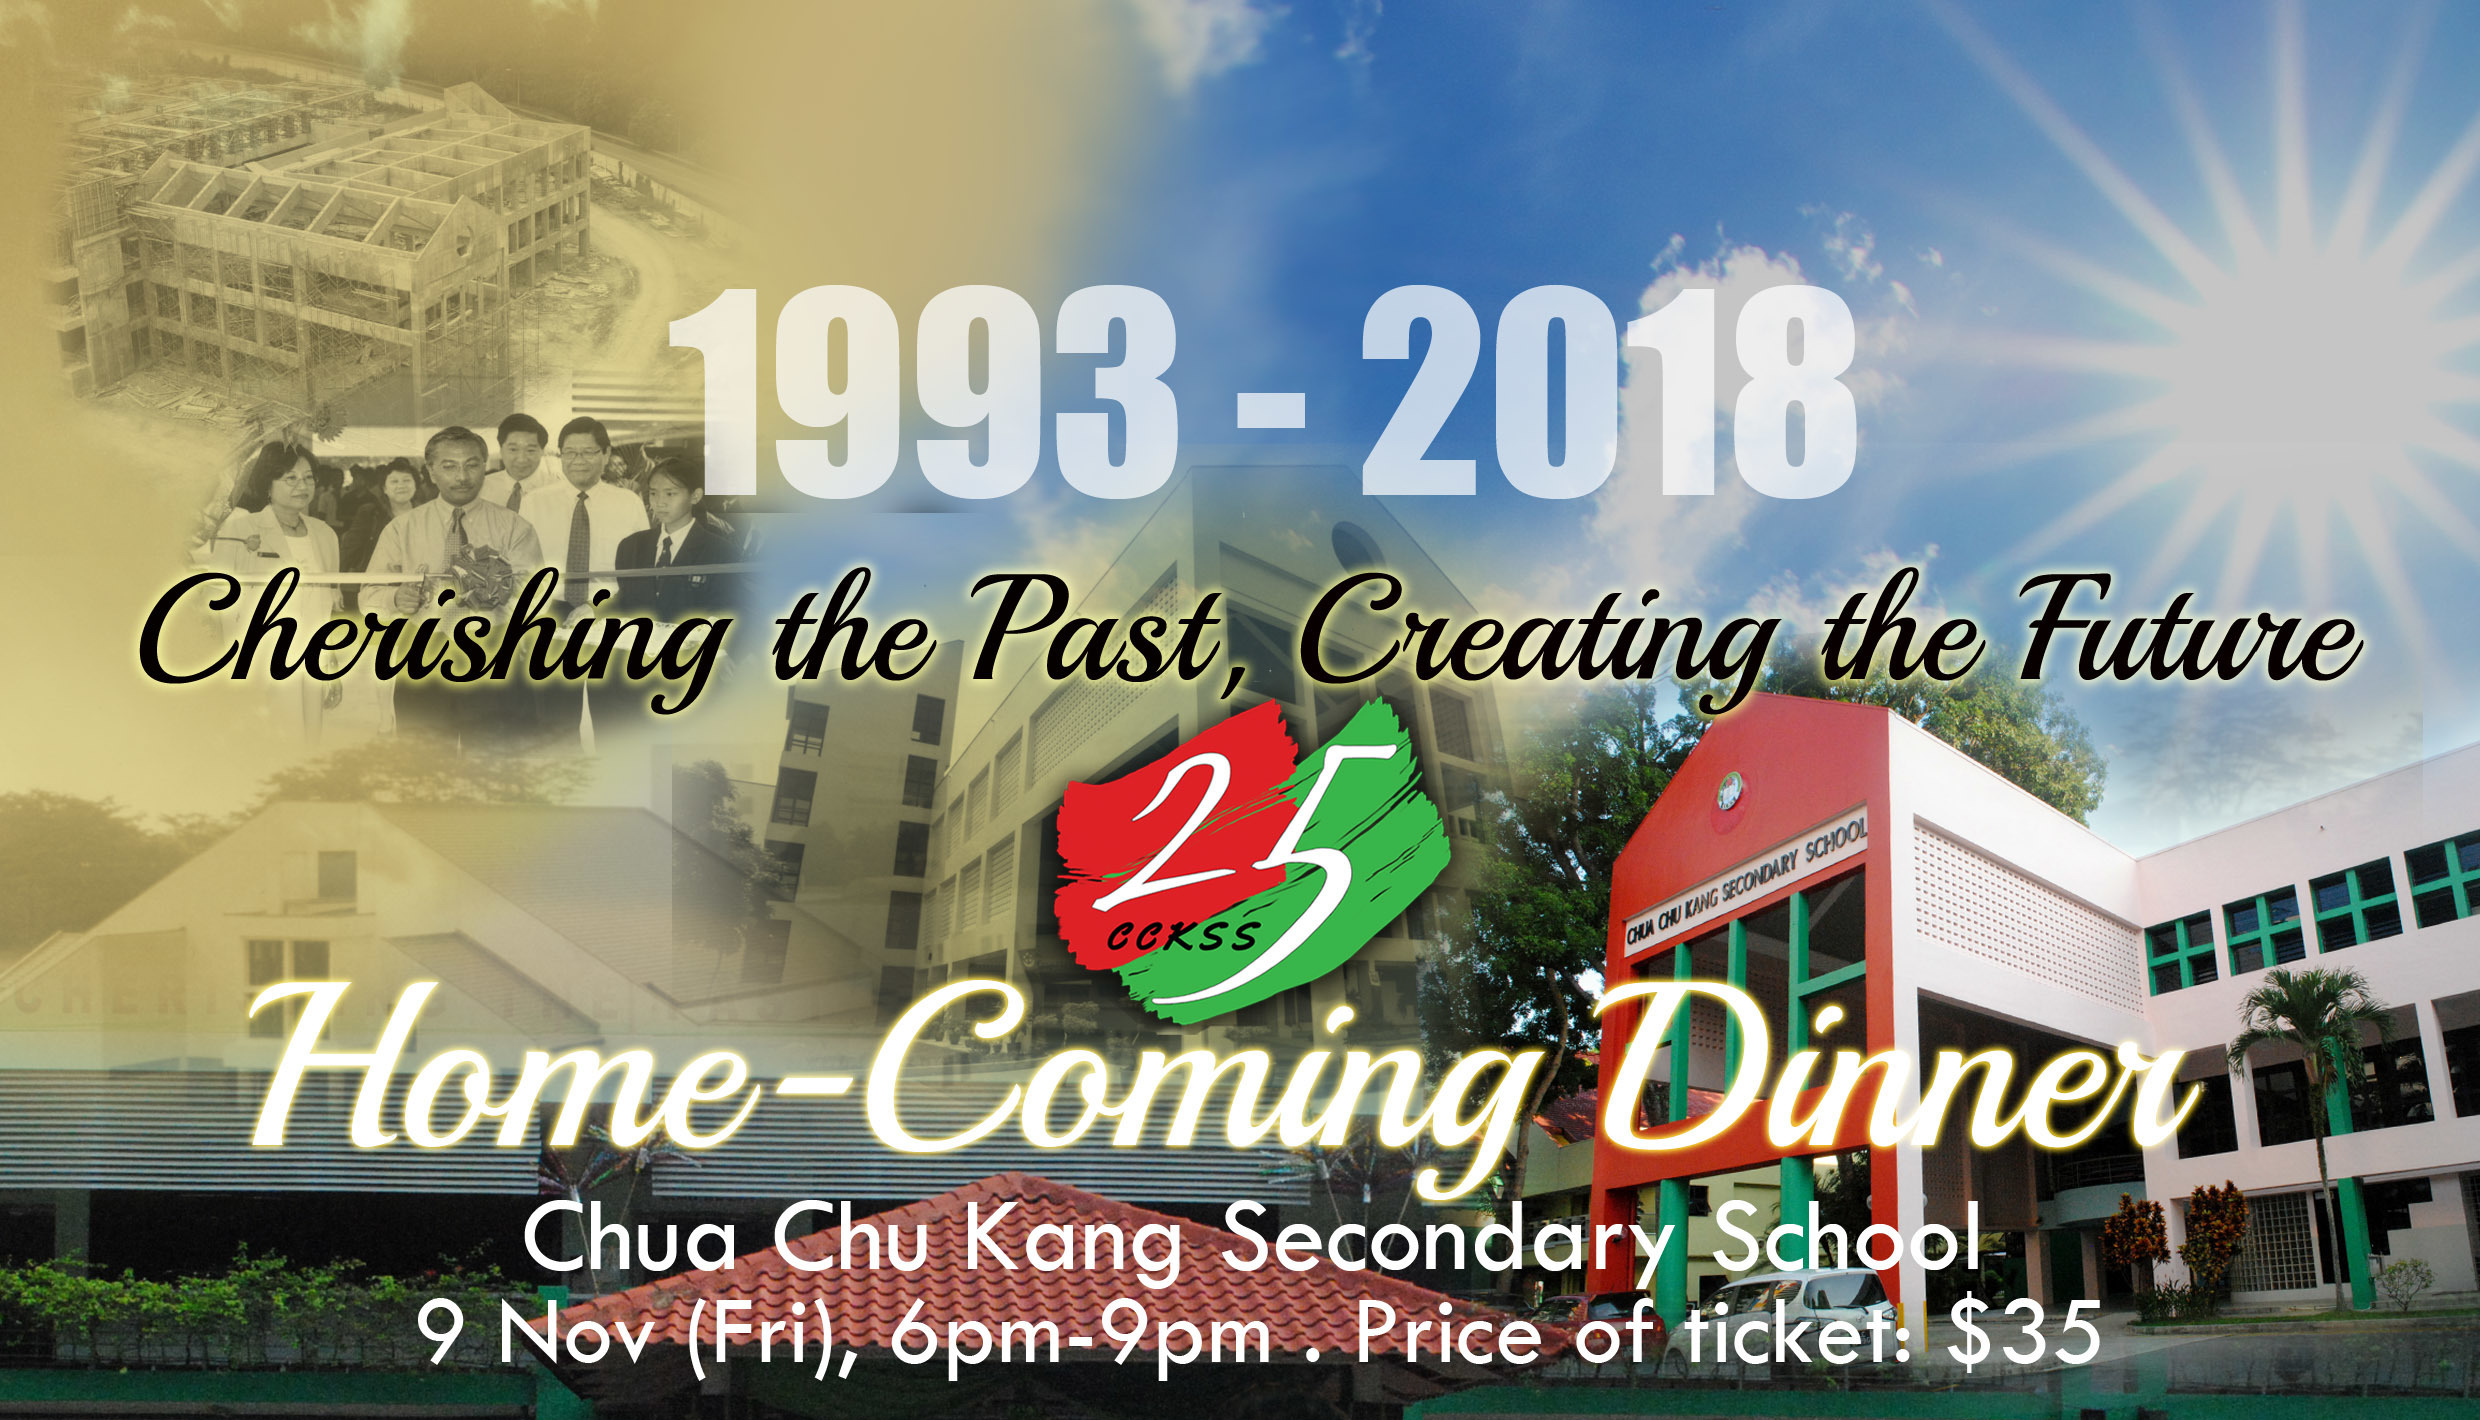 1993 - 2018
Cherishing the Past, Creating the Future
25
CCKSS
CHUA CHU KANG SECONDARY SCHOOL
Home-Coming Dinner
Chua Chu Kang Secondary School
9 Nov (Fri), 6pm-9pm . Price of ticket: $35